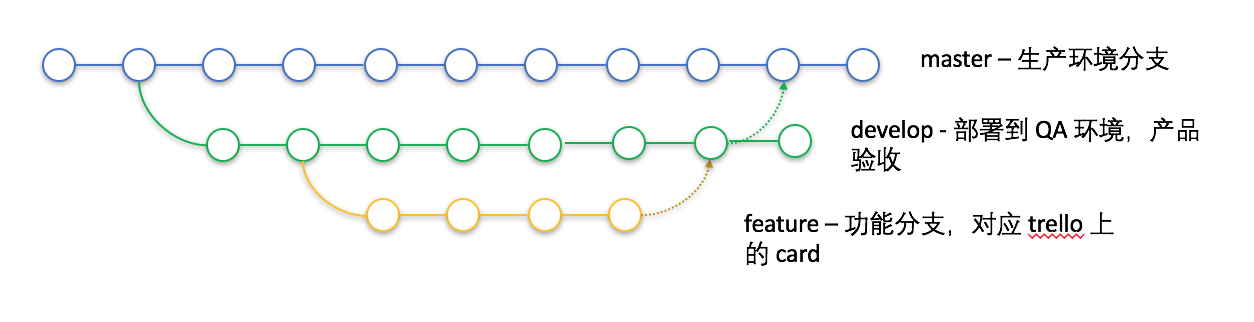 master – 生产环境分支
develop - 部署到 QA 环境，产品
验收
feature – 功能分支，对应 trello 上
的 card